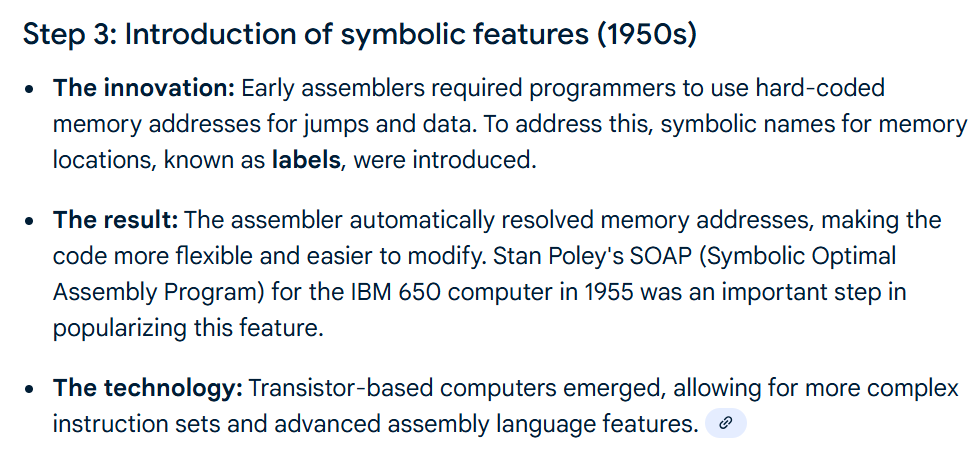 Step 3: Introduction of symbolic features (1950s)
The innovation: Early assemblers required programmers to use hard-coded
memory addresses for jumps and data. To address this, symbolic names for memory
locations, known as labels, were introduced.
The result: The assembler automatically resolved memory addresses, making the
code more flexible and easier to modify. Stan Poley's SOAP (Symbolic Optimal
Assembly Program) for the IBM 650 computer in 1955 was an important step in
popularizing this feature.
The technology: Transistor-based computers emerged, allowing for more complex
instruction sets and advanced assembly language features.